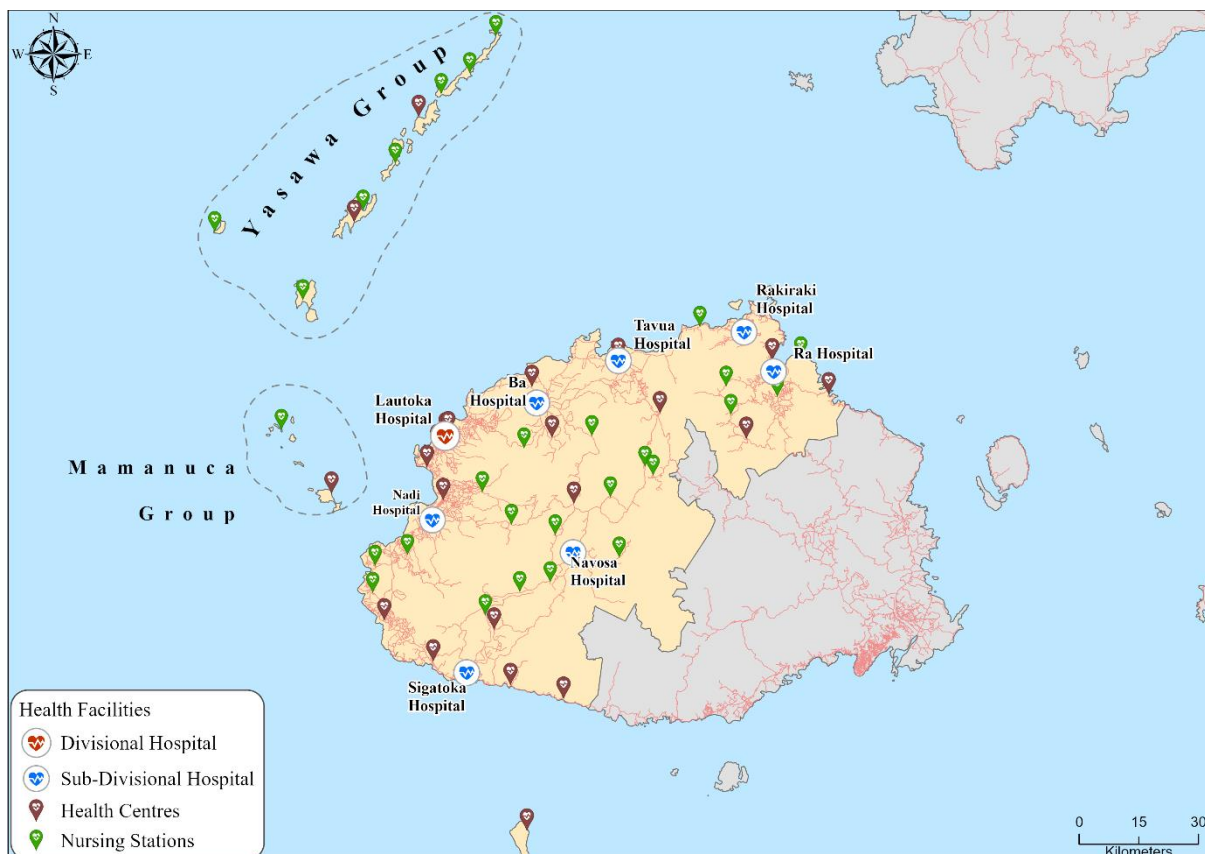 N
W E
S
Yasawa Group
Rakiraki
Hospital
Tavua
Hospital
Ra Hospital
Ba
Hospital
Lautoka
Hospital
Mamanuca
Group
Nadi
Hospital
Navosa
Hospital
Sigatoka
Hospital
Health Facilities
Divisional Hospital
Sub-Divisional Hospital
Health Centres
Nursing Stations
0 15 30
Kilometers